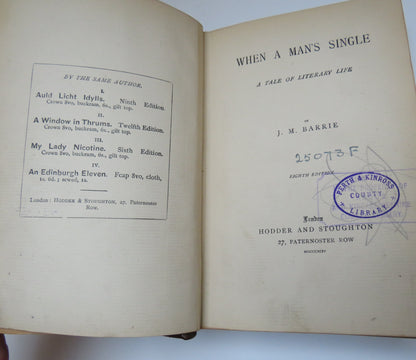 BY THE SAME AUTHOR.
I.
Auld Licht Idylls. Ninth Edition.
Crown 8vo, buckram, 6s., gilt top.
II.
A Window in Thrums. Twelfth Edition.
Crown 8vo, buckram, 6s., gilt top.
III.
My Lady Nicotine. Sixth Edition.
Crown 8vo, buckram, 6s., gilt top.
IV.
An Edinburgh Eleven. Fcap 8vo, cloth,
1s. 6d.; sewed, 1s.
London: HODDER & STOUGHTON, 27, Paternoster
Row.
WHEN A MAN'S SINGLE
A TALE OF LITERARY LIFE
BY
J. M. BARRIE
25073F
EIGHTH EDITION
PERTH & KINROSS
COUNTY
LIBRARY
London
HODDER AND STOUGHTON
27, PATERNOSTER ROW